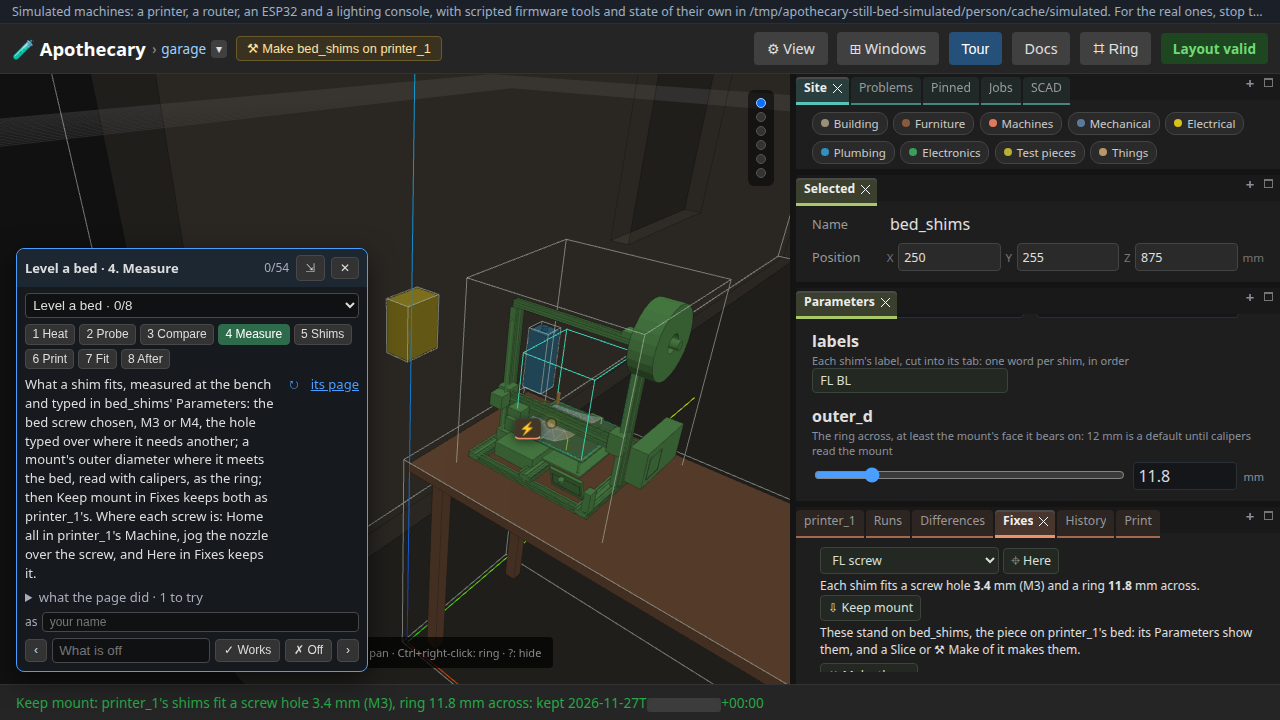 Simulated machines: a printer, a router, an ESP32 and a lighting console, with scripted firmware tools and state of their own in /tmp/apothecary-still-bed-simulated/person/cache/simulated. For the real ones, stop t…
Apothecary › garage ▾ ⚒ Make bed_shims on printer_1
⚙ View ⊞ Windows Tour Docs ⌗ Ring Layout valid
Site Problems Pinned Jobs SCAD
Building Furniture Machines Mechanical Electrical
Plumbing Electronics Test pieces Things
Selected
Name bed_shims
Position X 250 Y 255 Z 875 mm
Parameters
labels
Each shim's label, cut into its tab: one word per shim, in order
FL BL
outer_d
The ring across, at least the mount's face it bears on: 12 mm is a default until calipers
read the mount
11.8 mm
printer_1 Runs Differences Fixes History Print
FL screw Here
Each shim fits a screw hole 3.4 mm (M3) and a ring 11.8 mm across.
⇩ Keep mount
These stand on bed_shims, the piece on printer_1's bed: its Parameters show
them, and a Slice or ⚒ Make of it makes them.
Level a bed · 4. Measure 0/54
Level a bed · 0/8
1 Heat 2 Probe 3 Compare 4 Measure 5 Shims
6 Print 7 Fit 8 After
What a shim fits, measured at the bench ↻ its page
and typed in bed_shims' Parameters: the
bed screw chosen, M3 or M4, the hole
typed over where it needs another; a
mount's outer diameter where it meets
the bed, read with calipers, as the ring;
then Keep mount in Fixes keeps both as
printer_1's. Where each screw is: Home
all in printer_1's Machine, jog the nozzle
over the screw, and Here in Fixes keeps
it.
▶ what the page did · 1 to try
as your name
‹ What is off ✓ Works ✗ Off ›
pan · Ctrl+right-click: ring · ?: hide
Keep mount: printer_1's shims fit a screw hole 3.4 mm (M3), ring 11.8 mm across: kept 2026-11-27T +00:00